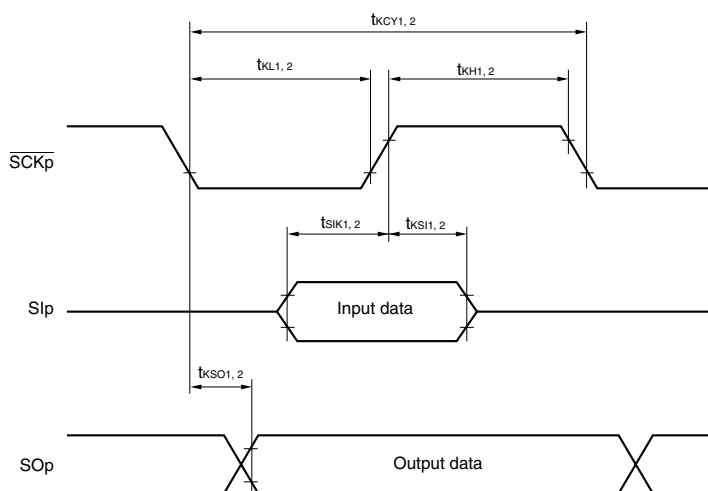 tKCY1, 2
tKL1, 2
tKH1, 2
SCKp
tSIK1, 2
tKSI1, 2
SIp
Input data
tKSO1, 2
SOp
Output data